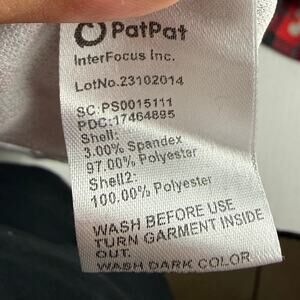 PatPat
InterFocus Inc.
LotNo.23102014
SC:PS0015111
PDC:17464895
Shell:
3.00% Spandex
97.00% Polyester
Shell2:
100.00% Polyester
WASH BEFORE USE
TURN GARMENT INSIDE
OUT.
WASH DARK COLOR